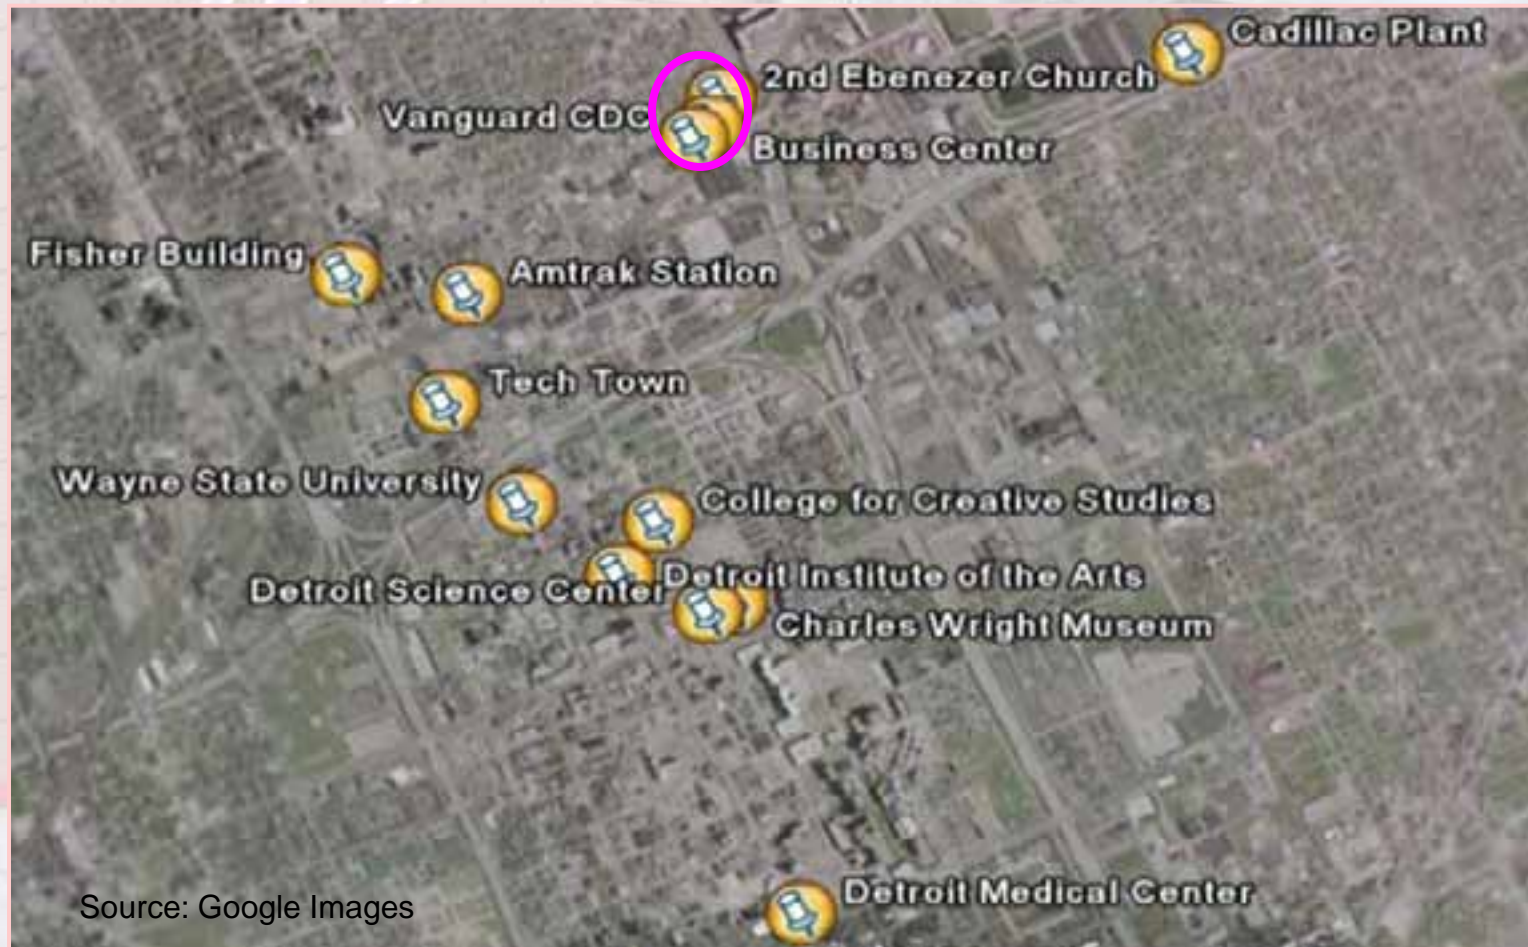 Cadillac Plant
2nd Ebenezer Church
Vanguard CDC
Business Center
Fisher Building
Amtrak Station
Tech Town
Wayne State University
College for Creative Studies
Detroit Institute of the Arts
Detroit Science Center
Charles Wright Museum
Detroit Medical Center
Source: Google Images